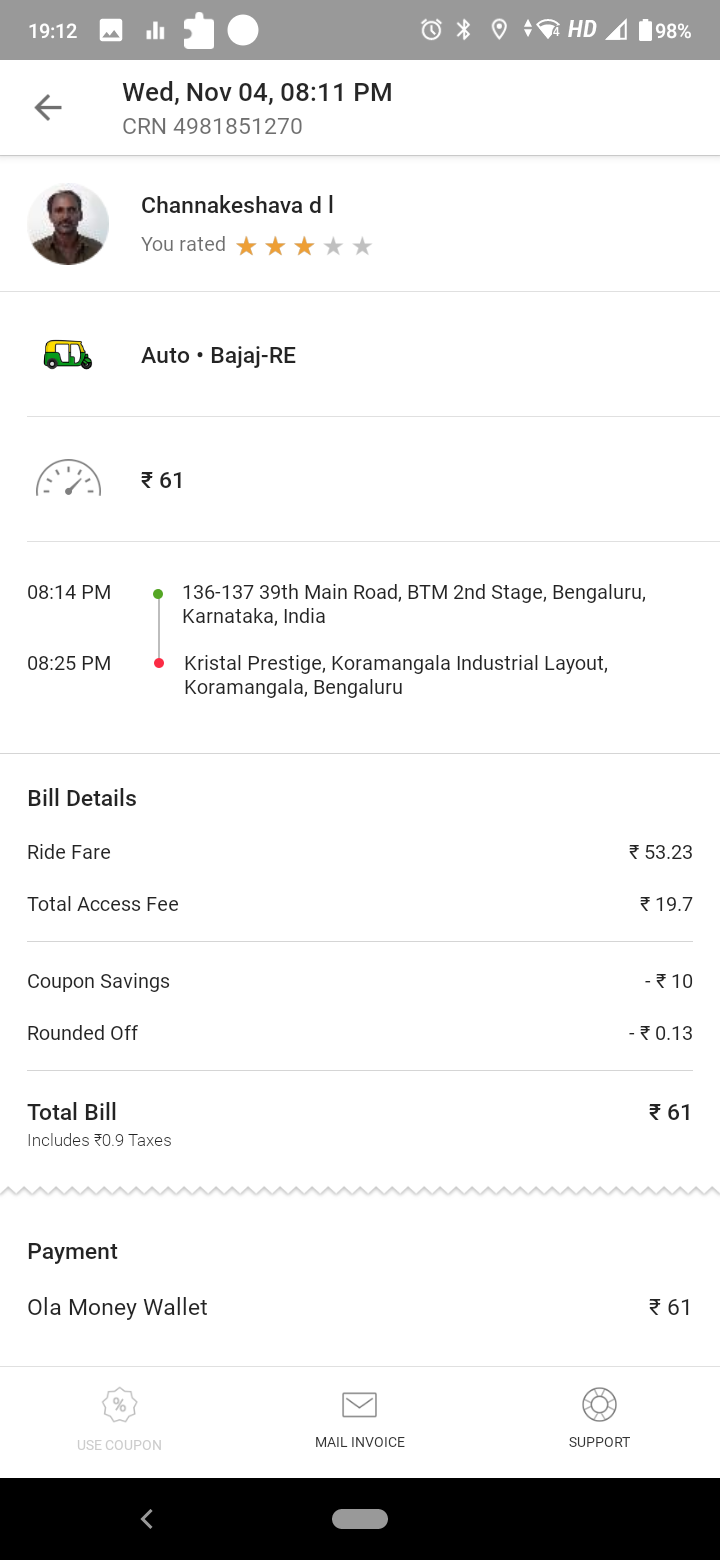 19:12
HD
98%
Wed, Nov 04, 08:11 PM
CRN 4981851270
Channakeshava d l
You rated
Auto • Bajaj-RE
₹ 61
08:14 PM 136-137 39th Main Road, BTM 2nd Stage, Bengaluru,
Karnataka, India
08:25 PM Kristal Prestige, Koramangala Industrial Layout,
Koramangala, Bengaluru
Bill Details
Ride Fare ₹ 53.23
Total Access Fee ₹ 19.7
Coupon Savings - ₹ 10
Rounded Off - ₹ 0.13
Total Bill ₹ 61
Includes ₹0.9 Taxes
Payment
Ola Money Wallet ₹ 61
%
USE COUPON
MAIL INVOICE
SUPPORT